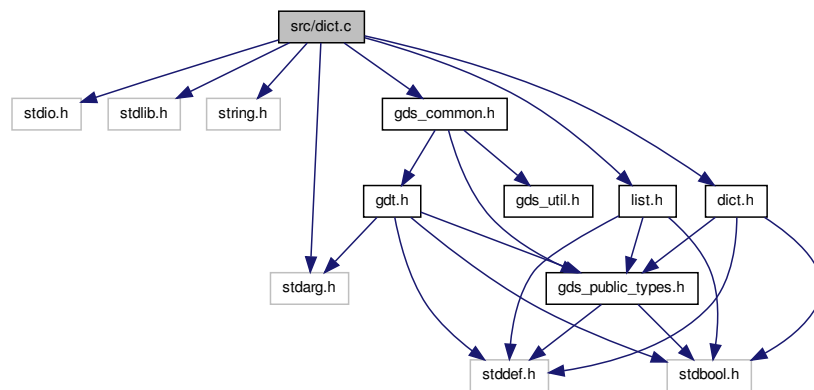 src/dict.c
stdio.h
stdlib.h
string.h
gds_common.h
gdt.h
gds_util.h
list.h
dict.h
stdarg.h
gds_public_types.h
stddef.h
stdbool.h